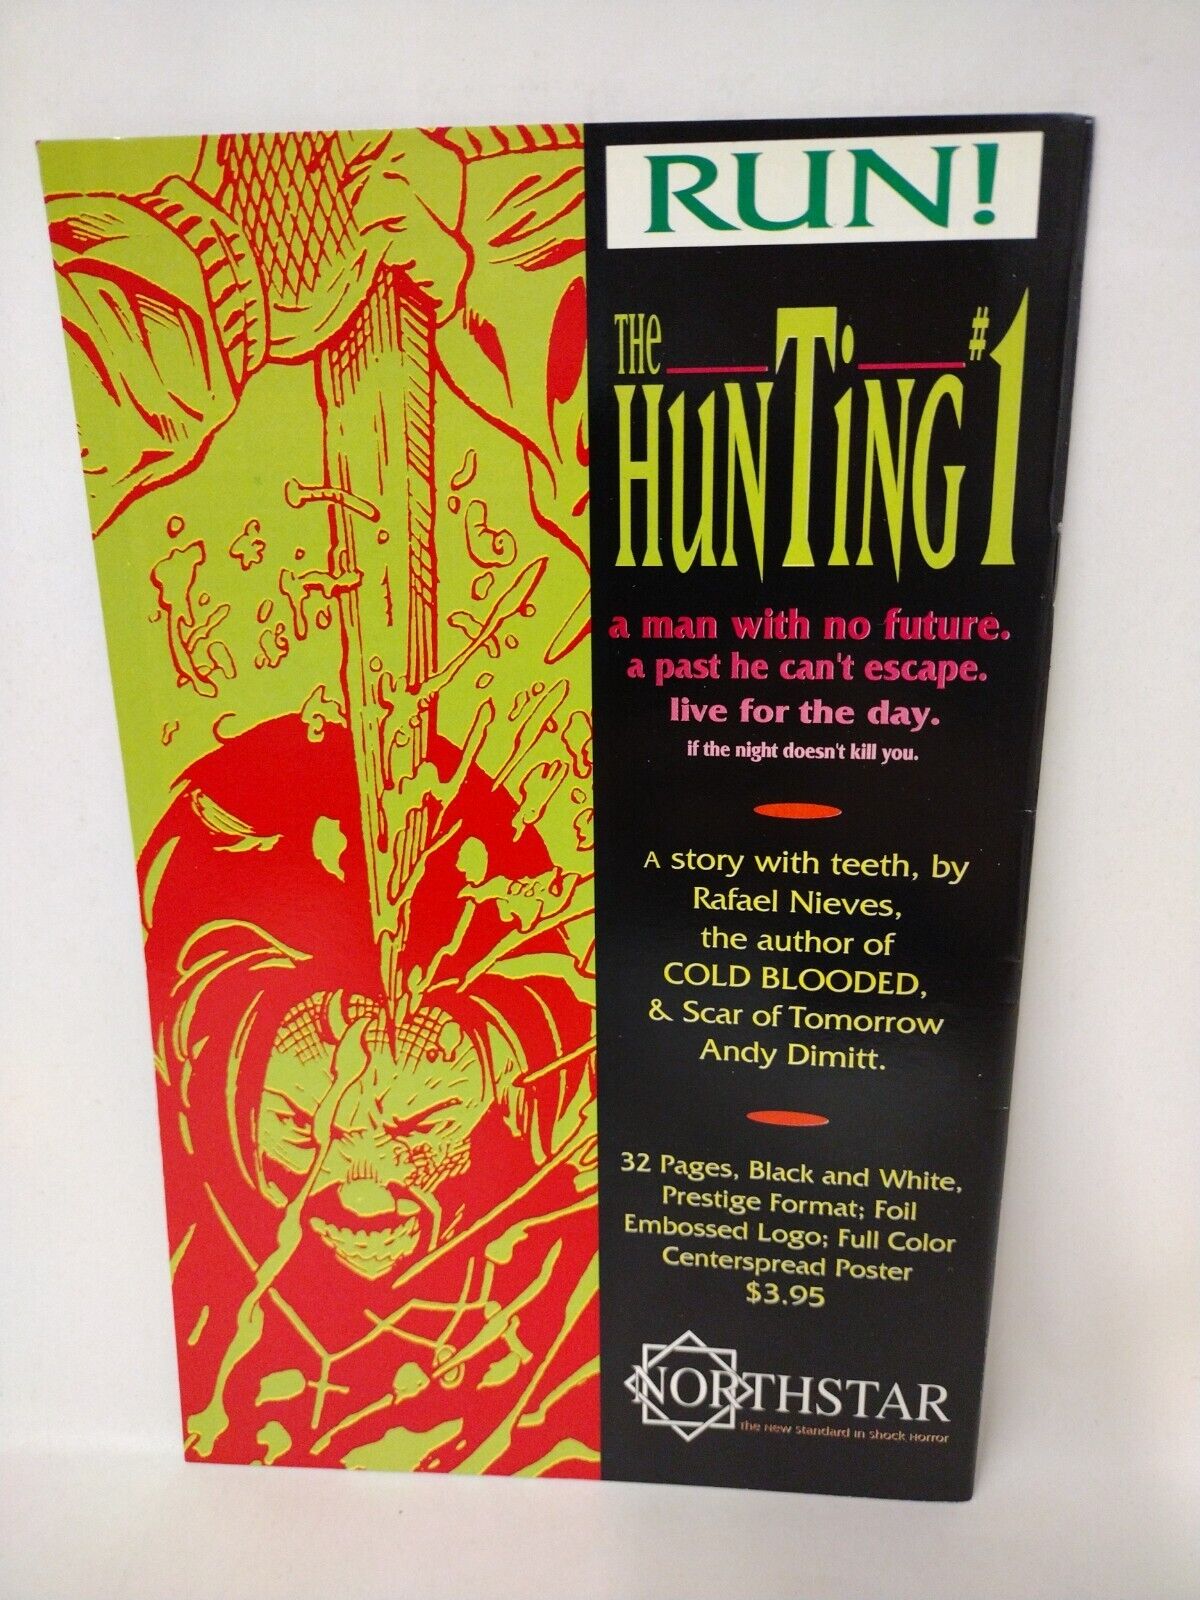 RUN!
THe
HunTiNG #1
a man with no future.
a past he can't escape.
live for the day.
if the night doesn't kill you.
A story with teeth, by
Rafael Nieves,
the author of
COLD BLOODED,
& Scar of Tomorrow
Andy Dimitt.
32 Pages, Black and White,
Prestige Format; Foil
Embossed Logo; Full Color
Centerspread Poster
$3.95
NORTHSTAR
The New Standard In Shock Horror